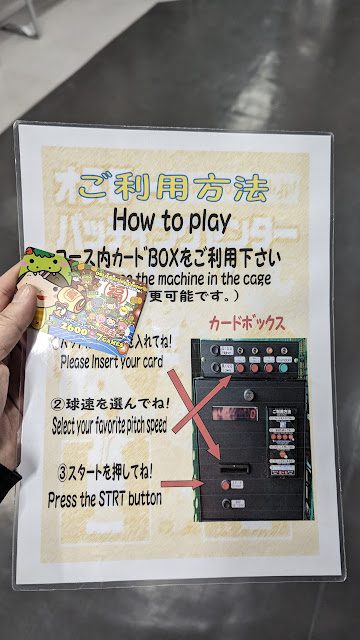 ご利用方法
How to play
コース内カードBOXをご利用下さい
the machine in the cage
更可能です。)
カードボックス
2600 7GAMES
を入れてね!
Please Insert your card
②球速を選んでね!
Select your favorite pitch speed
③スタートを押してね!
Press the STRT button